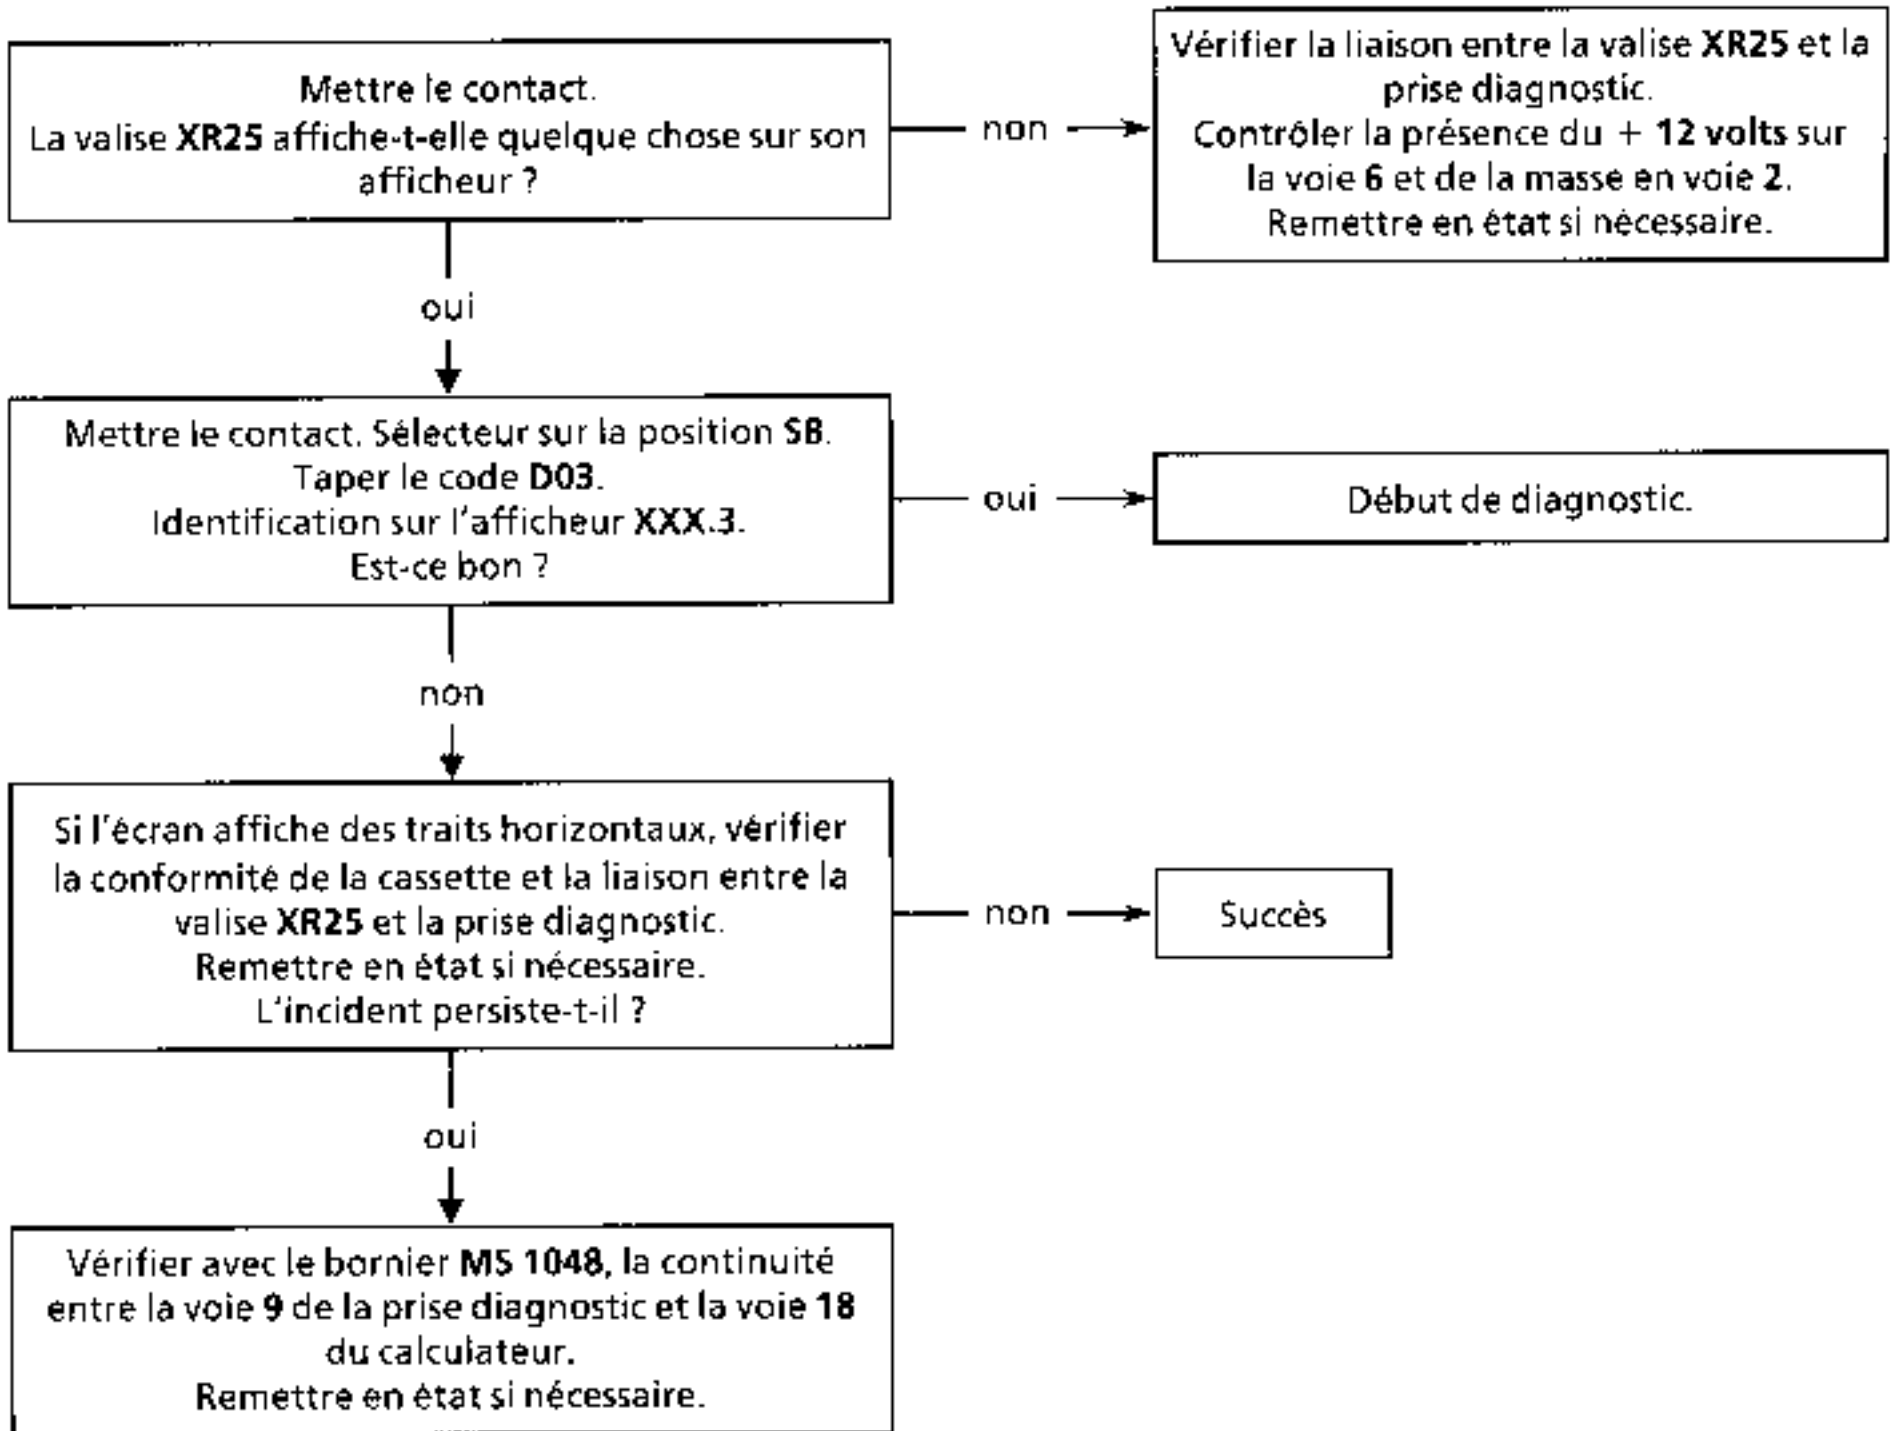 Mettre le contact.
La valise XR25 affiche-t-elle quelque chose sur son
afficheur ?
non
Vérifier la liaison entre la valise XR25 et la
prise diagnostic.
Contrôler la présence du + 12 volts sur
la voie 6 et de la masse en voie 2.
Remettre en état si nécessaire.
oui
Mettre le contact. Sélecteur sur la position S8.
Taper le code D03.
Identification sur l'afficheur XXX.3.
Est-ce bon ?
oui
Début de diagnostic.
non
Si l'écran affiche des traits horizontaux, vérifier
la conformité de la cassette et la liaison entre la
valise XR25 et la prise diagnostic.
Remettre en état si nécessaire.
L'incident persiste-t-il ?
non
Succès
oui
Vérifier avec le bornier MS 1048, la continuité
entre la voie 9 de la prise diagnostic et la voie 18
du calculateur.
Remettre en état si nécessaire.